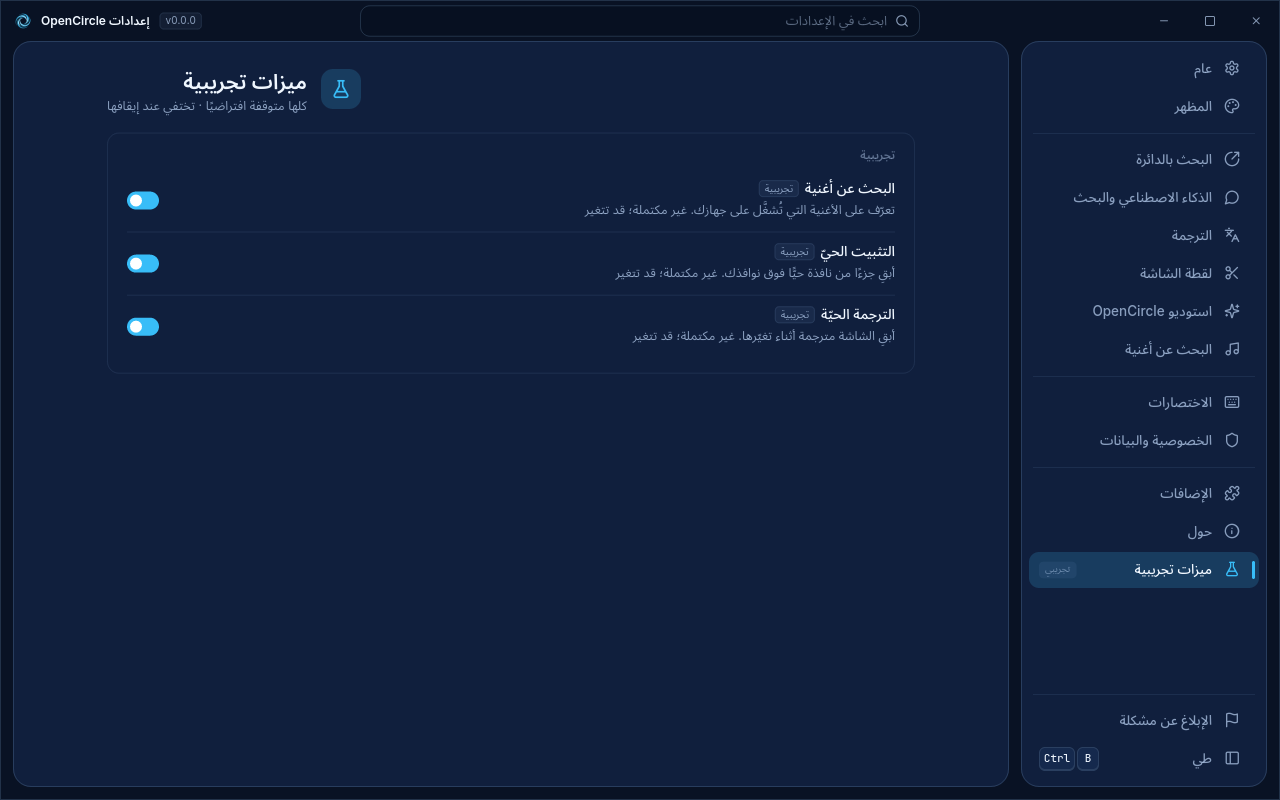 إعدادات OpenCircle
v0.0.0
ابحث في الإعدادات
عام
المظهر
البحث بالدائرة
الذكاء الاصطناعي والبحث
الترجمة
لقطة الشاشة
استوديو OpenCircle
البحث عن أغنية
الاختصارات
الخصوصية والبيانات
الإضافات
حول
ميزات تجريبية
تجريبي
الإبلاغ عن مشكلة
طي
Ctrl B
ميزات تجريبية
كلها متوقفة افتراضيًا · تختفي عند إيقافها
تجريبية
البحث عن أغنية تجريبية
تعرّف على الأغنية التي تُشغَّل على جهازك. غير مكتملة؛ قد تتغير
التثبيت الحيّ تجريبية
أبقِ جزءًا من نافذة حيًّا فوق نوافذك. غير مكتملة؛ قد تتغير
الترجمة الحيّة تجريبية
أبقِ الشاشة مترجمة أثناء تغيّرها. غير مكتملة؛ قد تتغير